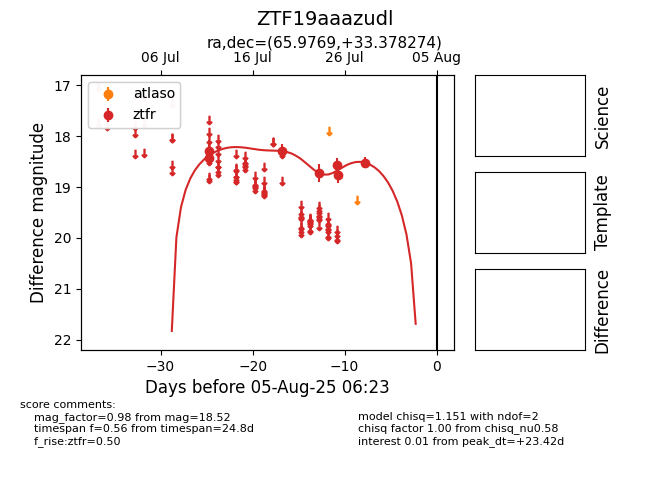 ZTF19aaazudl
ra,dec=(65.9769,+33.378274)
06 Jul 16 Jul 26 Jul 05 Aug
atlaso
ztfr
17
18
19
20
21
22
Difference magnitude
−30 −20 −10 0
Days before 05-Aug-25 06:23
Science
Template
Difference
score comments:
mag_factor=0.98 from mag=18.52
timespan f=0.56 from timespan=24.8d
f_rise:ztfr=0.50
model chisq=1.151 with ndof=2
chisq factor 1.00 from chisq_nu0.58
interest 0.01 from peak_dt=+23.42d